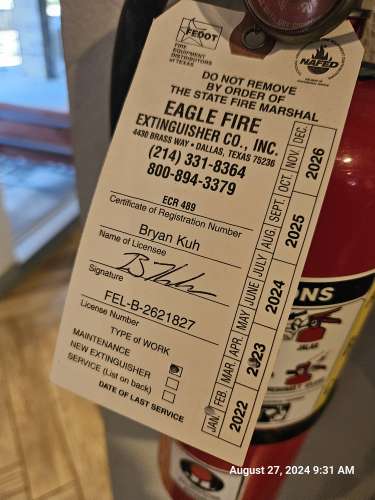 FEDOT
FIRE
EQUIPMENT
DISTRIBUTORS
OF TEXAS
NAFED
DO NOT REMOVE
BY ORDER OF
THE STATE FIRE MARSHAL
EAGLE FIRE
EXTINGUISHER CO., INC.
4490 BRASS WAY • DALLAS, TEXAS 75236
(214) 331-8364
800-894-3379
ECR 489
Certificate of Registration Number
Bryan Kuh
Name of Licensee
Signature
FEL-B-2621827
License Number
TYPE of WORK
MAINTENANCE
NEW EXTINGUISHER
SERVICE (List on back)
DATE OF LAST SERVICE
JAN. FEB. MAR. APR. MAY JUNE JULY AUG. SEPT. OCT. NOV. DEC.
2022 2023 2024 2025 2026
NS
JALAR
August 27, 2024 9:31 AM